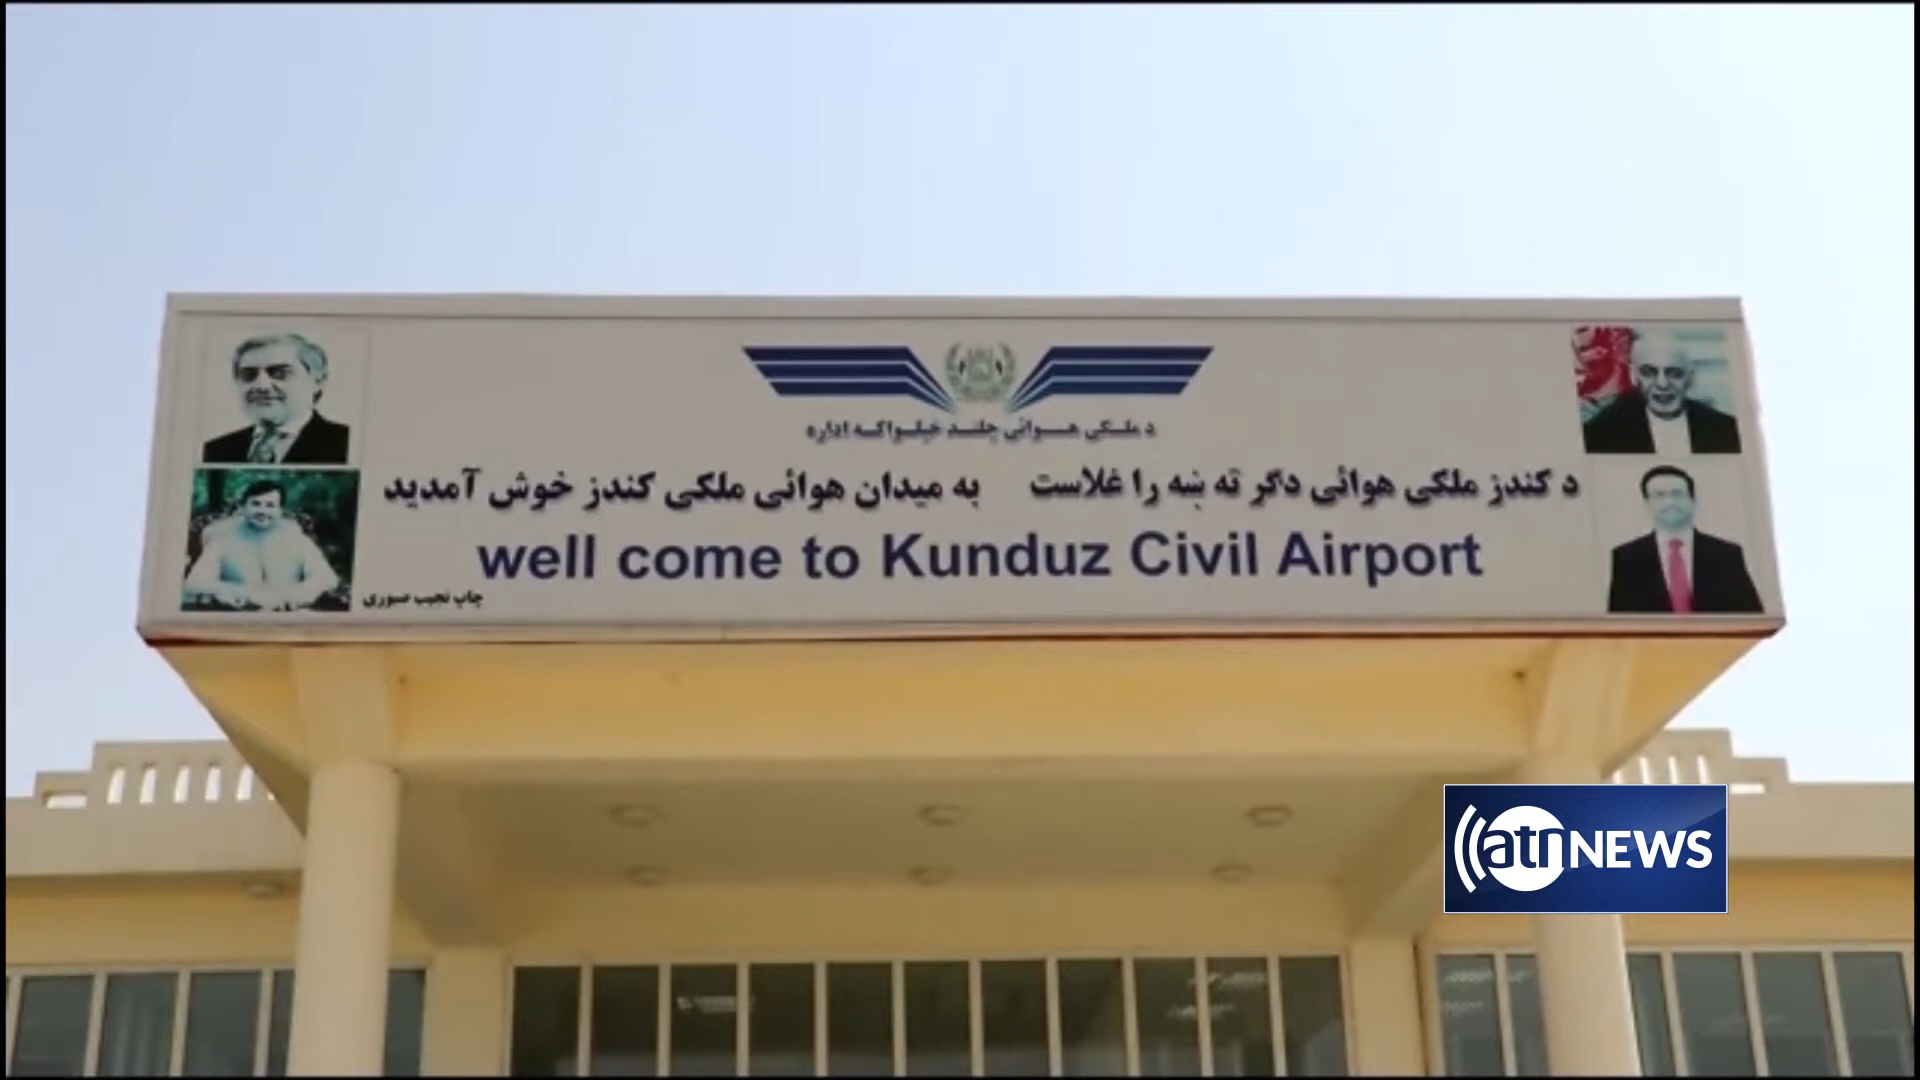 د ملکی هوائی چلند خپلواکه اداره
د کندز ملکی هوائی دګر ته ښه را غلاست
به میدان هوائی ملکی کندز خوش آمدید
well come to Kunduz Civil Airport
چاپ نجیب صبوری
atn NEWS